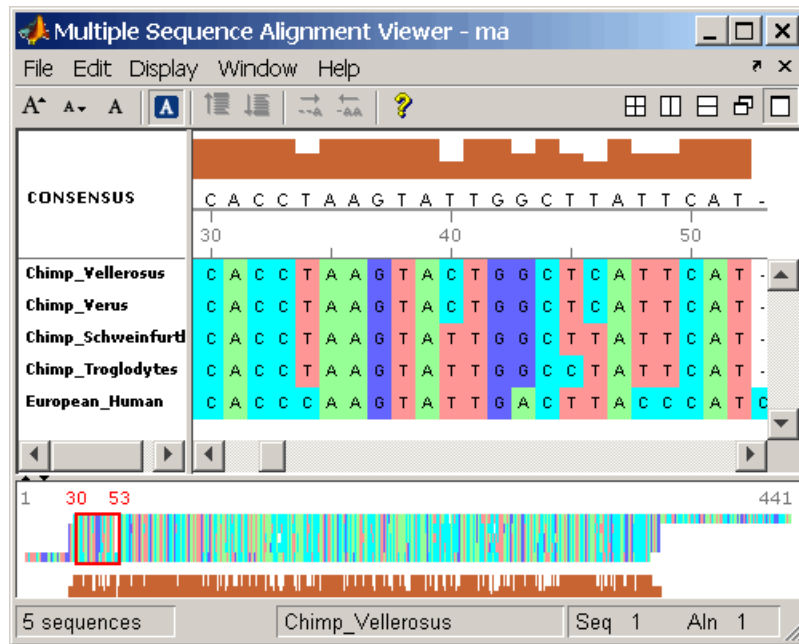 Multiple Sequence Alignment Viewer - ma
File Edit Display Window Help
A A A A --A -AA ?
CONSENSUS C A C C T A A G T A T T G G C T T A T T C A T -
30 40 50
Chimp_Vellerosus C A C C T A A G T A C T G G C T C A T T C A T -
Chimp_Verus C A C C T A A G T A C T G G C T C A T T C A T -
Chimp_Schweinfurtl C A C C T A A G T A T T G G C T T A T T C A T -
Chimp_Troglodytes C A C C T A A G T A T T G G C C T A T T C A T -
European_Human C A C C C A A G T A T T G A C T T A C C C A T C
1 30 53 441
5 sequences Chimp_Vellerosus Seq 1 Aln 1